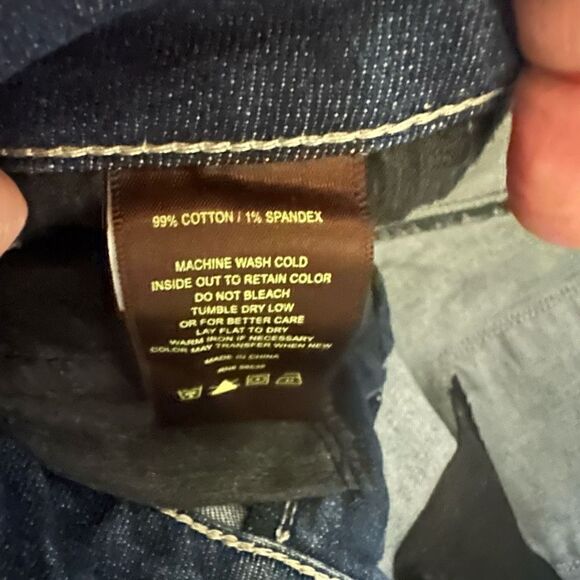 99% COTTON / 1% SPANDEX
MACHINE WASH COLD
INSIDE OUT TO RETAIN COLOR
DO NOT BLEACH
TUMBLE DRY LOW
OR FOR BETTER CARE
LAY FLAT TO DRY
WARM IRON IF NECESSARY
COLOR MAY TRANSFER WHEN NEW
MADE IN CHINA